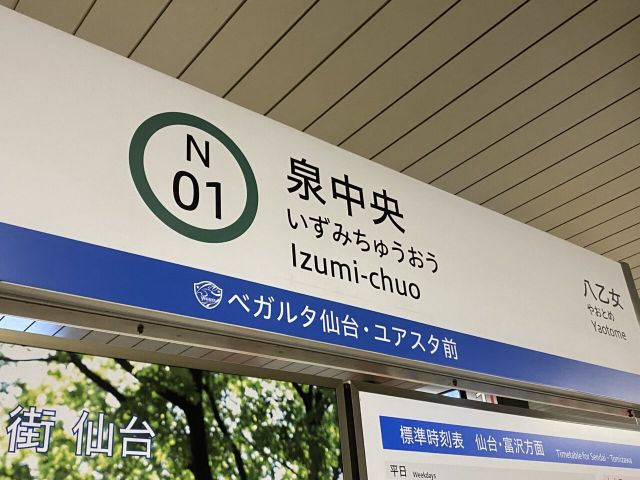 N
01
泉中央
いずみちゅうおう
Izumi-chuo
八乙女
やおとめ
Yaotome
ベガルタ仙台・ユアスタ前
街 仙台
標準時刻表 仙台・富沢方面 Timetable for Sendai・Tomizawa
平日 Weekdays